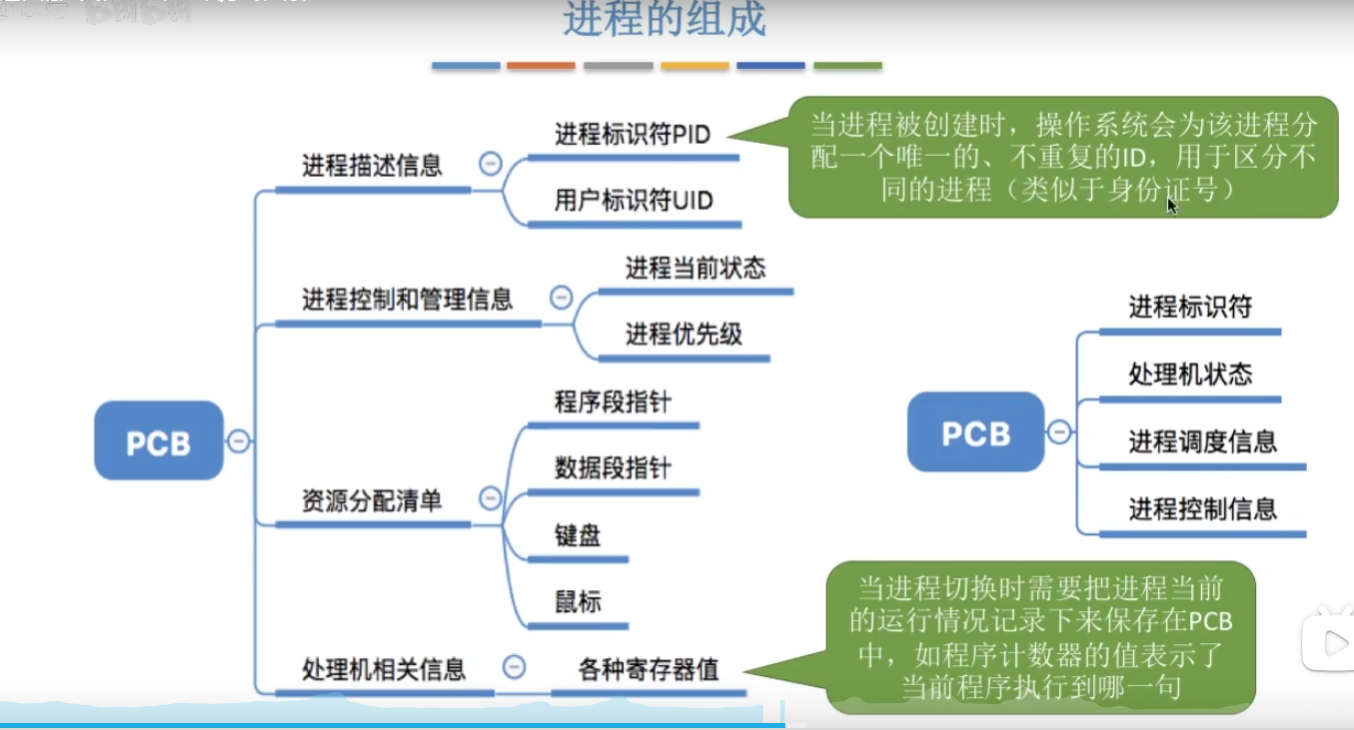 进程的组成
进程标识符PID
当进程被创建时，操作系统会为该进程分
配一个唯一的、不重复的ID，用于区分不
同的进程（类似于身份证号）
进程描述信息
用户标识符UID
进程当前状态
进程控制和管理信息
进程优先级
程序段指针
数据段指针
PCB
资源分配清单
键盘
鼠标
处理机相关信息
各种寄存器值
进程标识符
处理机状态
PCB
进程调度信息
进程控制信息
当进程切换时需要把进程当前
的运行情况记录下来保存在PCB
中，如程序计数器的值表示了
当前程序执行到哪一句